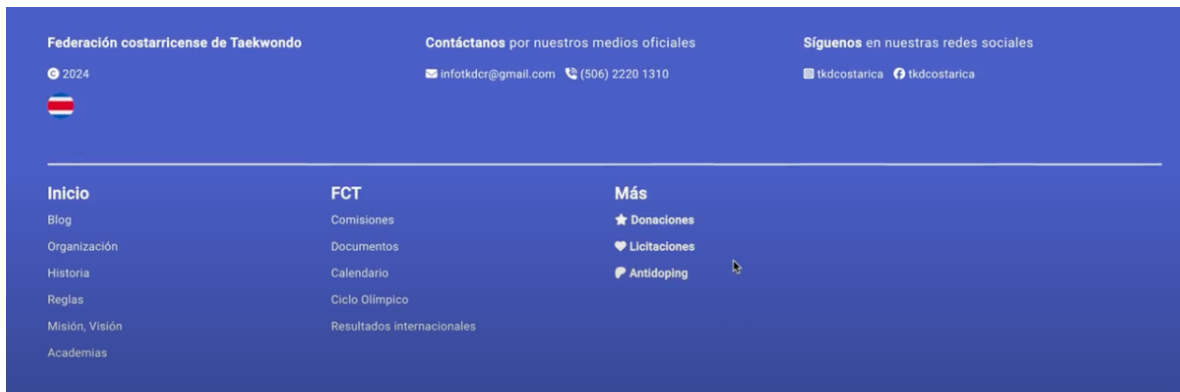 Federación costarricense de Taekwondo
© 2024
Contáctanos por nuestros medios oficiales
infotkdcr@gmail.com (506) 2220 1310
Síguenos en nuestras redes sociales
tkdcostarica tkdcostarica
Inicio
Blog
Organización
Historia
Reglas
Misión, Visión
Academias
FCT
Comisiones
Documentos
Calendario
Ciclo Olímpico
Resultados internacionales
Más
Donaciones
Licitaciones
Antidoping